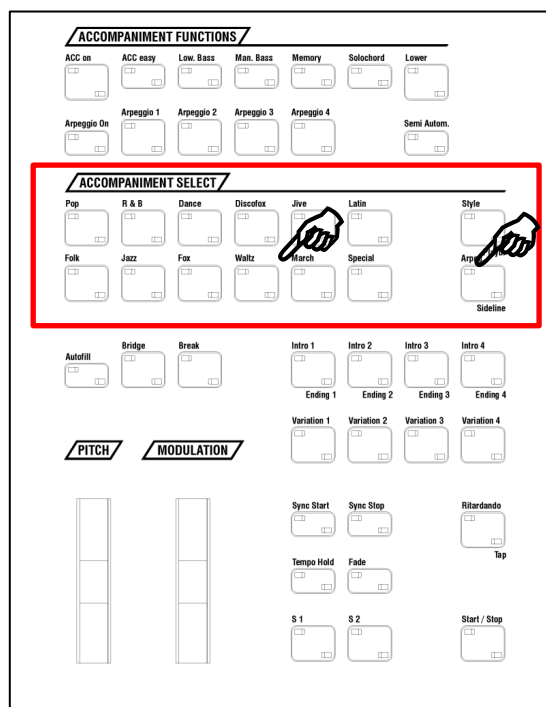 ACCOMPANIMENT FUNCTIONS
ACC on ACC easy Low. Bass Man. Bass Memory Solochord Lower
Arpeggio On Arpeggio 1 Arpeggio 2 Arpeggio 3 Arpeggio 4 Semi Autom.
ACCOMPANIMENT SELECT
Pop R & B Dance Discofox Jive Latin Style
Folk Jazz Fox Waltz March Special
Sideline
Autofill Bridge Break Intro 1 Intro 2 Intro 3 Intro 4
Ending 1 Ending 2 Ending 3 Ending 4
Variation 1 Variation 2 Variation 3 Variation 4
PITCH MODULATION
Sync Start Sync Stop Ritardando
Tap
Tempo Hold Fade
S 1 S 2 Start / Stop